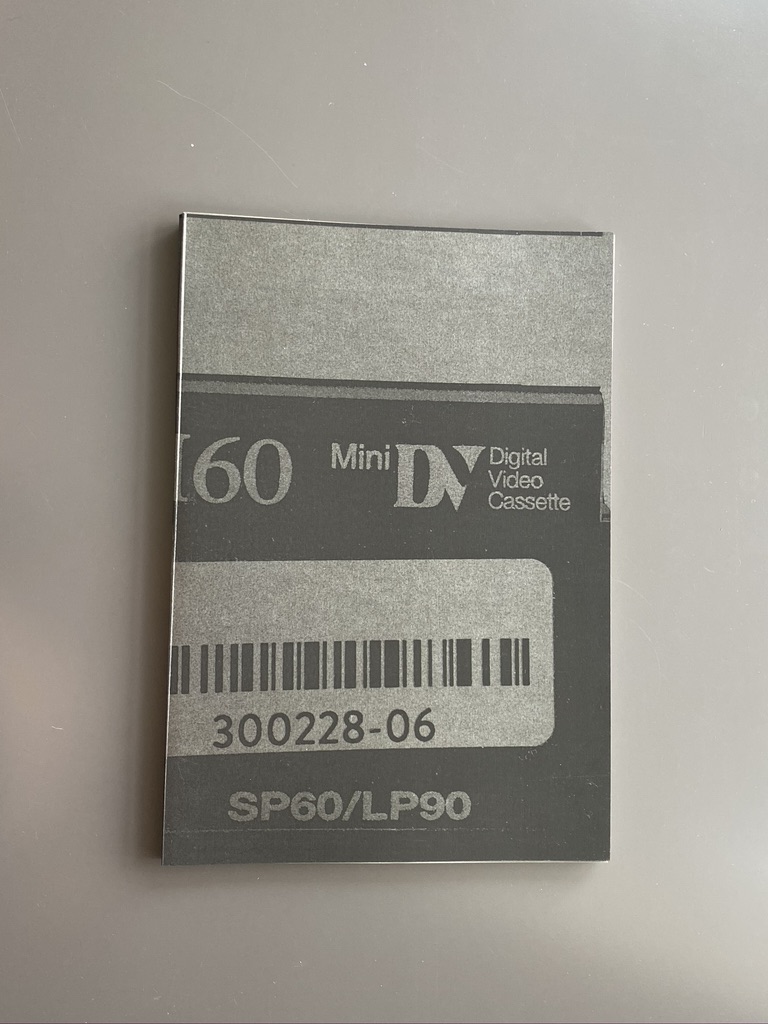 60
Mini DV Digital
Video
Cassette
300228-06
SP60/LP90